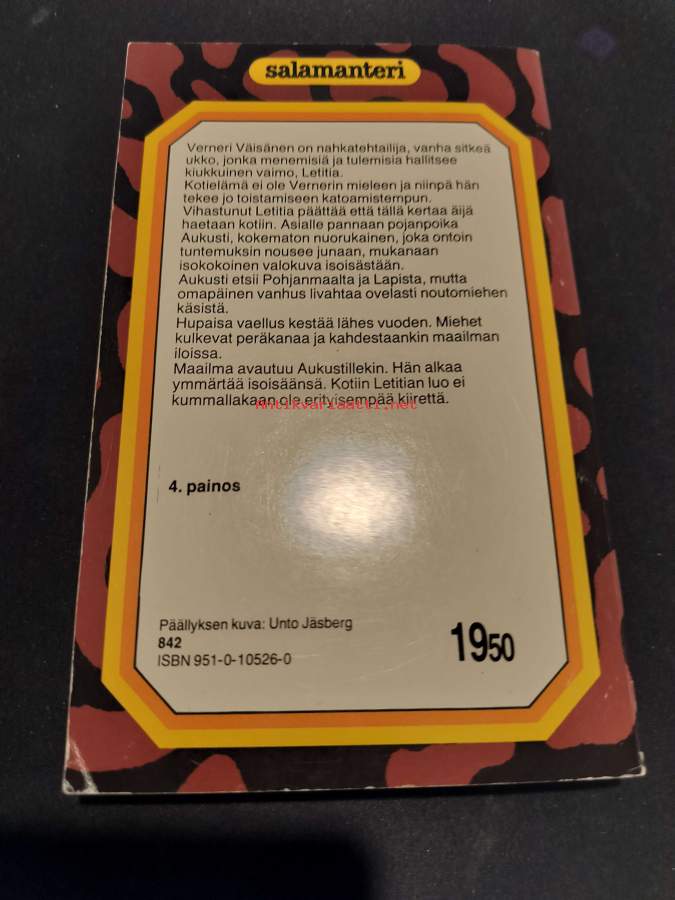 salamanteri
Verneri Väisänen on nahkatehtailija, vanha sitkeä
ukko, jonka menemisiä ja tulemisia hallitsee
kiukkuinen vaimo, Letitia.
Kotielämä ei ole Vernerin mieleen ja niinpä hän
tekee jo toistamiseen katoamistempun.
Vihastunut Letitia päättää että tällä kertaa äijä
haetaan kotiin. Asialle pannaan pojanpoika
Aukusti, kokematon nuorukainen, joka ontoin
tuntemuksin nousee junaan, mukanaan
isokokoinen valokuva isoisästään.
Aukusti etsii Pohjanmaalta ja Lapista, mutta
omapäinen vanhus livahtaa ovelasti noutomiehen
käsistä.
Hupaisa vaellus kestää lähes vuoden. Miehet
kulkevat peräkanaa ja kahdestaankin maailman
iloissa.
Maailma avautuu Aukustillekin. Hän alkaa
ymmärtää isoisäänsä. Kotiin Letitian luo ei
kummallakaan ole erityisempää kiirettä.
Antikvariaatti.net
4. painos
Päällyksen kuva: Unto Jäsberg
842
ISBN 951-0-10526-0
1950